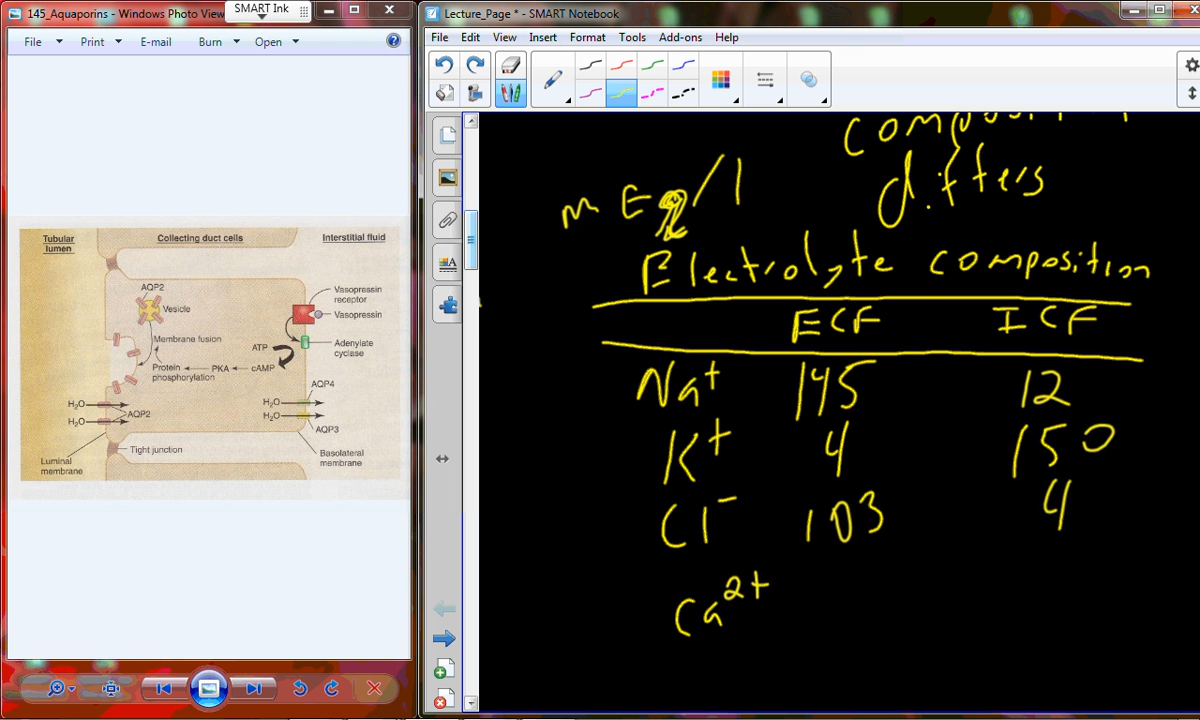 145_Aquaporins - Windows Photo View
SMART Ink
File Print E-mail Burn Open
Tubular
lumen
Collecting duct cells
Interstitial fluid
AQP2
Vesicle
Vasopressin
receptor
Vasopressin
Membrane fusion
ATP
Adenylate
cyclase
Protein
phosphorylation
PKA
cAMP
AQP4
H₂O
H₂O
AQP2
H₂O
H₂O
AQP3
Tight junction
Luminal
membrane
Basolateral
membrane
Lecture_Page * - SMART Notebook
File Edit View Insert Format Tools Add-ons Help
differs
mEq/l
Electrolyte composition
ECF ICF
Na⁺ 145 12
K⁺ 4 150
Cl⁻ 103 4
Ca²⁺